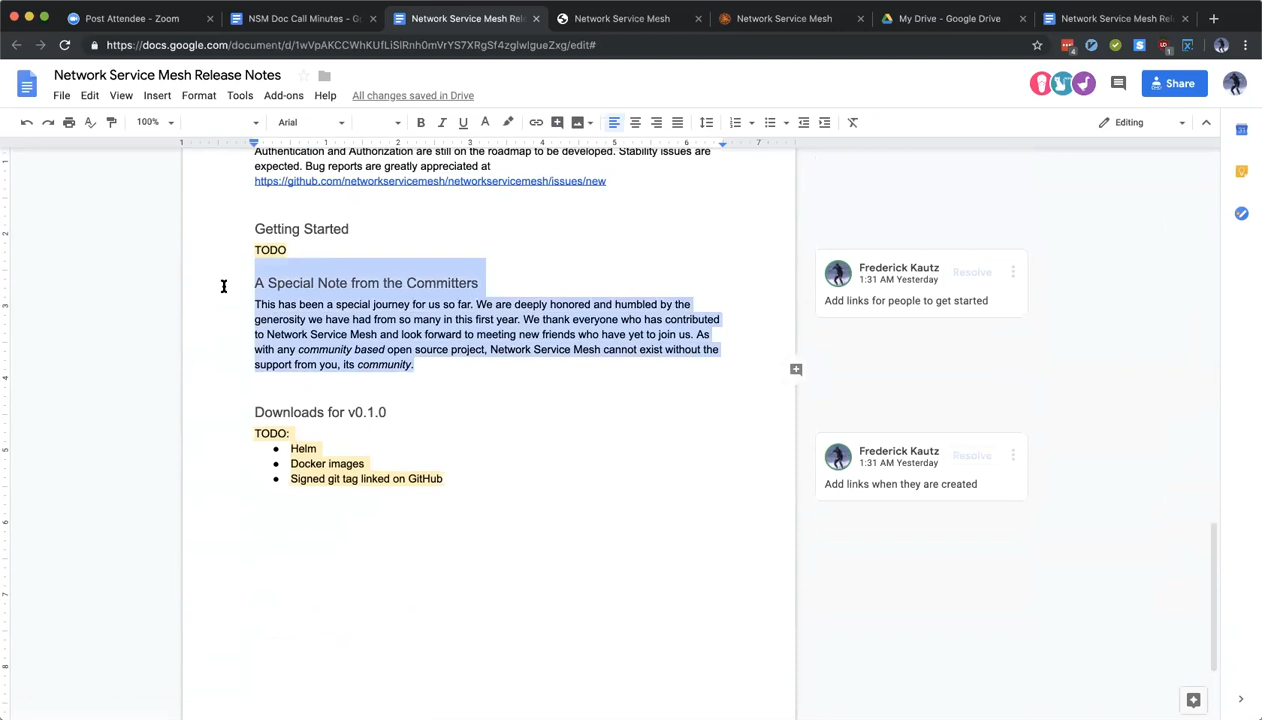 Post Attendee - Zoom
NSM Doc Call Minutes - G
Network Service Mesh Rel
Network Service Mesh
Network Service Mesh
My Drive - Google Drive
Network Service Mesh Rel
https://docs.google.com/document/d/1wVpAKCCWhKUfLiSlRnh0mVrYS7XRgSf4zglwIgueZxg/edit#
Network Service Mesh Release Notes
File Edit View Insert Format Tools Add-ons Help All changes saved in Drive
Share
100%
Arial
B I U A
Editing
1 1 2 3 4 5 6 7
Authentication and Authorization are still on the roadmap to be developed. Stability issues are
expected. Bug reports are greatly appreciated at
https://github.com/networkservicemesh/networkservicemesh/issues/new
Getting Started
TODO
A Special Note from the Committers
This has been a special journey for us so far. We are deeply honored and humbled by the
generosity we have had from so many in this first year. We thank everyone who has contributed
to Network Service Mesh and look forward to meeting new friends who have yet to join us. As
with any community based open source project, Network Service Mesh cannot exist without the
support from you, its community.
Downloads for v0.1.0
TODO:
Helm
Docker images
Signed git tag linked on GitHub
Frederick Kautz
1:31 AM Yesterday
Resolve
Add links for people to get started
Frederick Kautz
1:31 AM Yesterday
Resolve
Add links when they are created